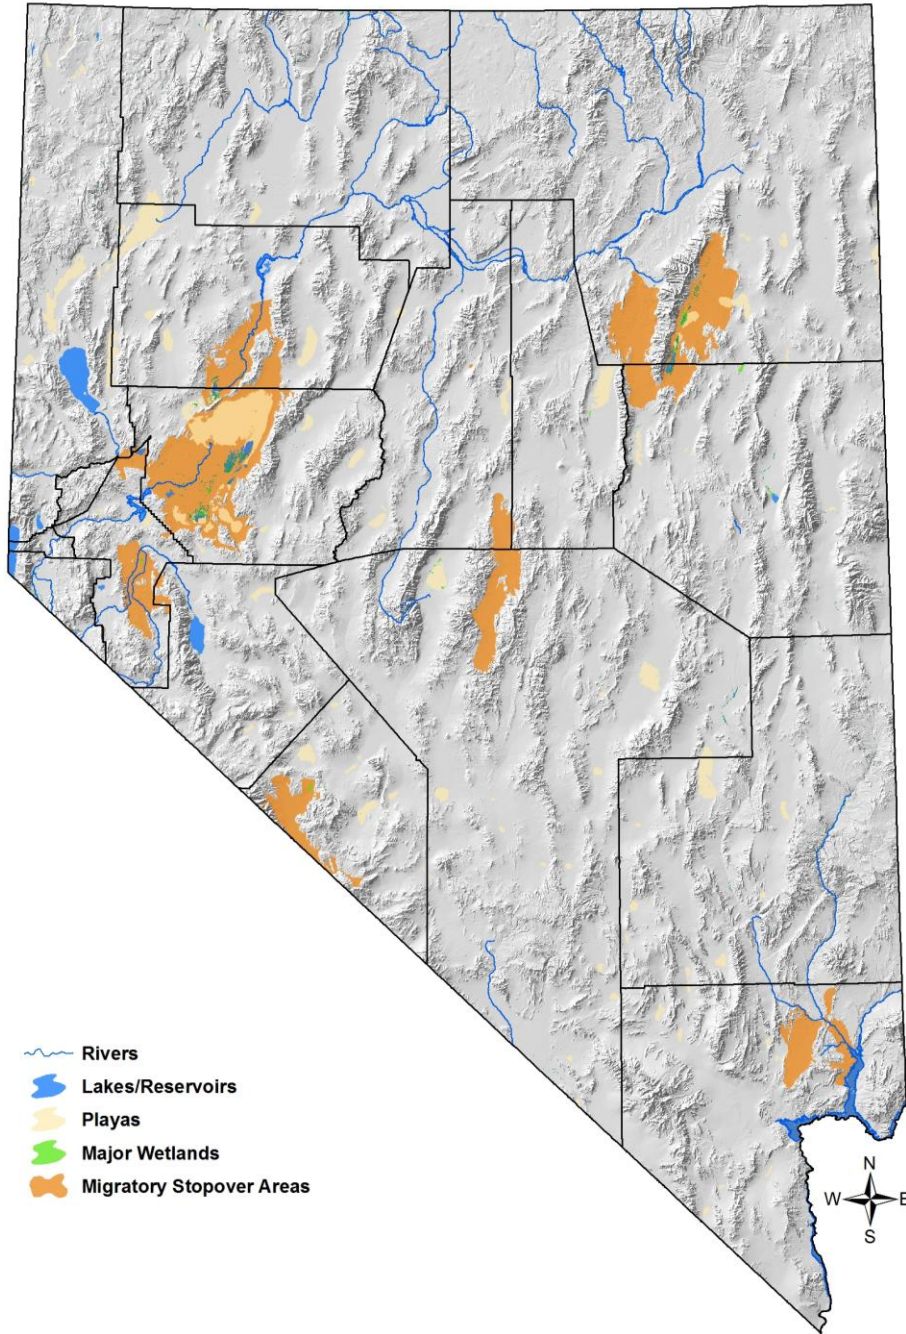 Rivers
Lakes/Reservoirs
Playas
Major Wetlands
Migratory Stopover Areas
N
W E
S